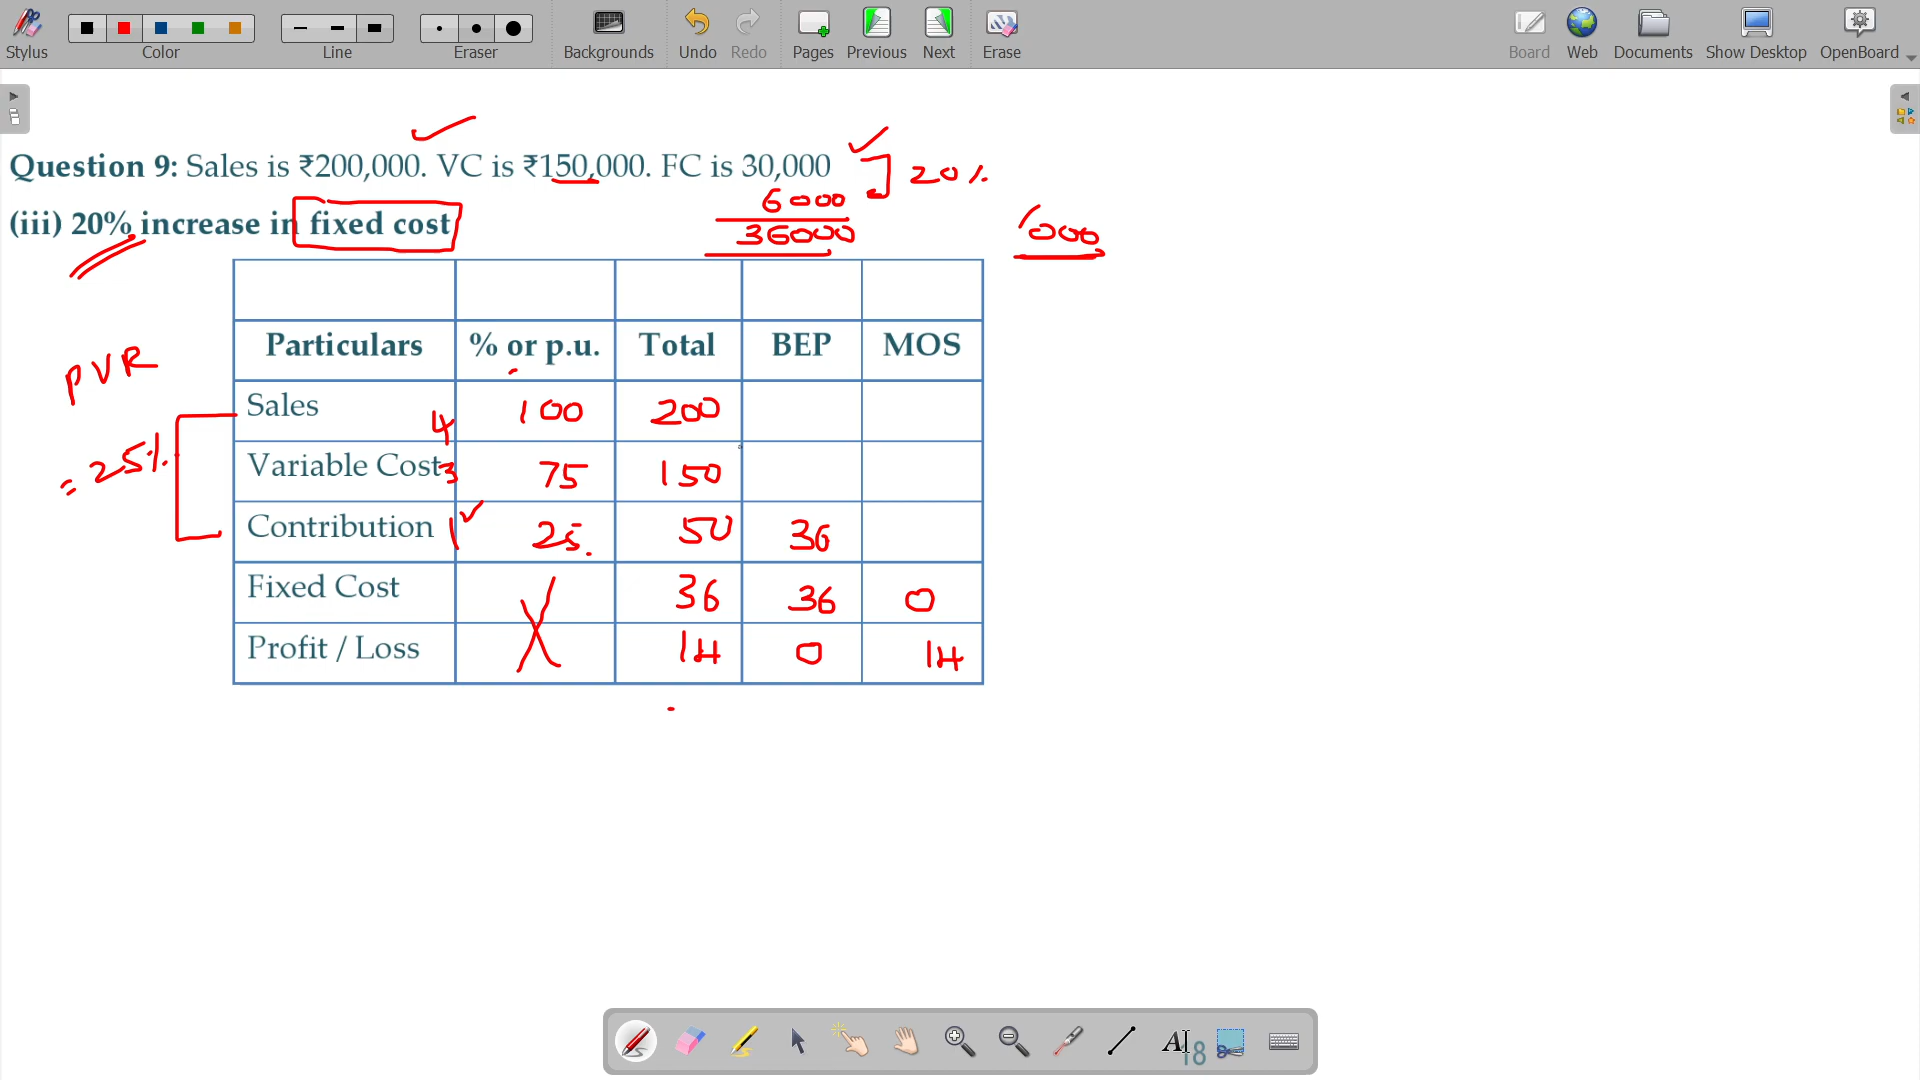 Stylus Color Line Eraser Backgrounds Undo Redo Pages Previous Next Erase Board Web Documents Show Desktop OpenBoard
Question 9: Sales is ₹200,000. VC is ₹150,000. FC is 30,000
20%
6000
(iii) 20% increase in fixed cost
36000
6000
Particulars % or p.u. Total BEP MOS
PVR
= 25%
Sales 4 100 200
Variable Cost 3 75 150
Contribution 1 25 50 36
Fixed Cost 36 36 0
Profit / Loss 14 0 14
A 18